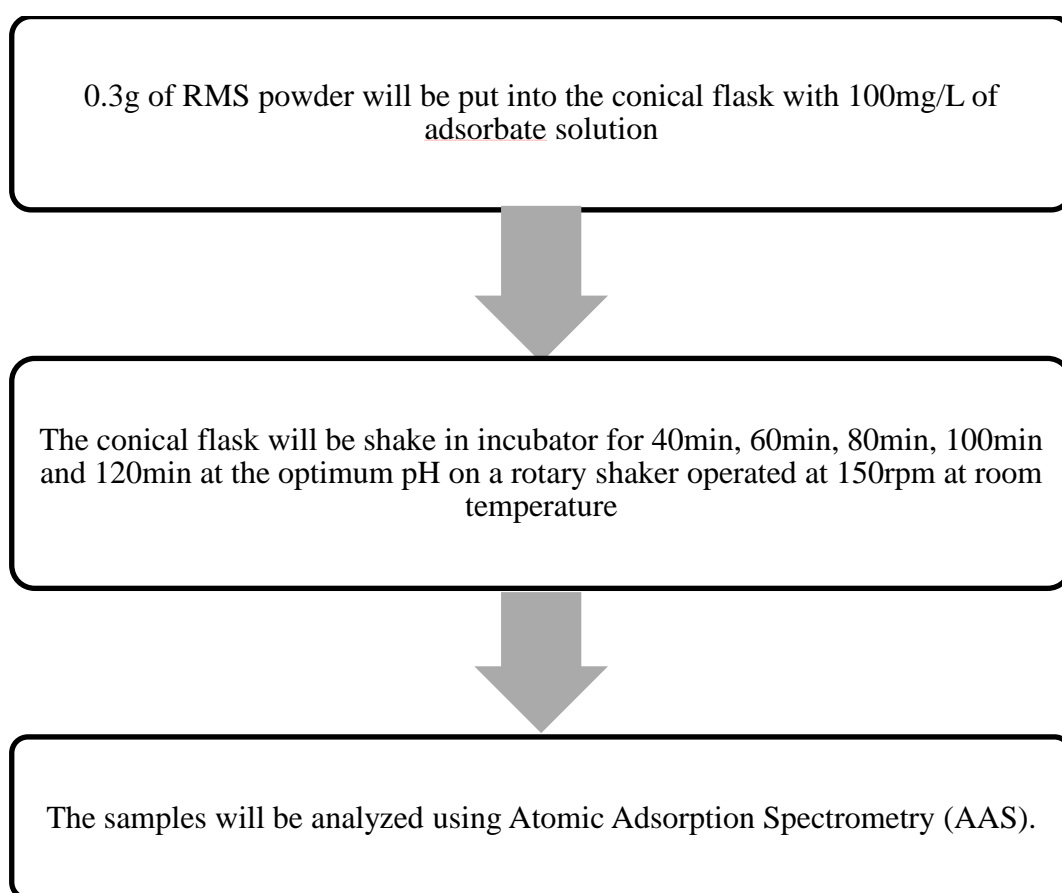 0.3g of RMS powder will be put into the conical flask with 100mg/L of
adsorbate solution
The conical flask will be shake in incubator for 40min, 60min, 80min, 100min
and 120min at the optimum pH on a rotary shaker operated at 150rpm at room
temperature
The samples will be analyzed using Atomic Adsorption Spectrometry (AAS).